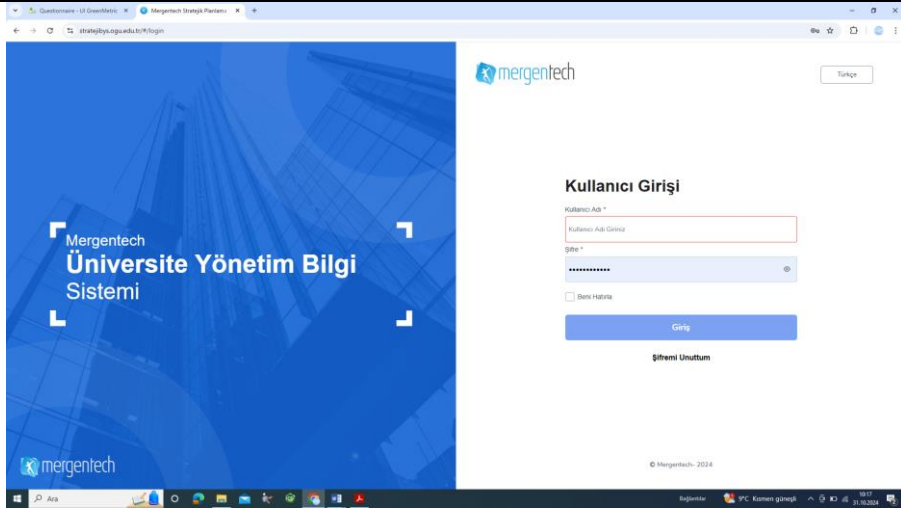 Questionnaire - UI GreenMetric
Mergentech Stratejik Planlama
stratejibys.ogu.edu.tr/#/login
mergentech
Türkçe
Kullanıcı Girişi
Kullanıcı Adı *
Kullanıcı Adı Giriniz
Şifre *
Beni Hatırla
Giriş
Şifremi Unuttum
Mergentech
Üniversite Yönetim Bilgi
Sistemi
mergentech
© Mergentech- 2024
Ara
Bağlantılar
9°C Kısmen güneşli
10:17
31.10.2024